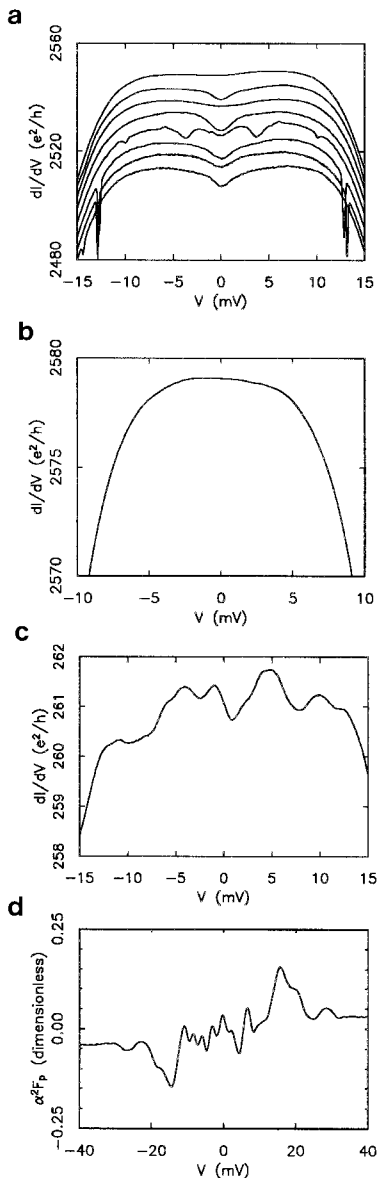 a
2560
2520
2480
dI/dV (e²/h)
−15 −10 −5 0 5 10 15
V (mV)
b
2580
2575
2570
dI/dV (e²/h)
−10 −5 0 5 10
V (mV)
c
262
261
260
259
258
dI/dV (e²/h)
−15 −10 −5 0 5 10 15
V (mV)
d
0.25
0.00
−0.25
α²Fp (dimensionless)
−40 −20 0 20 40
V (mV)